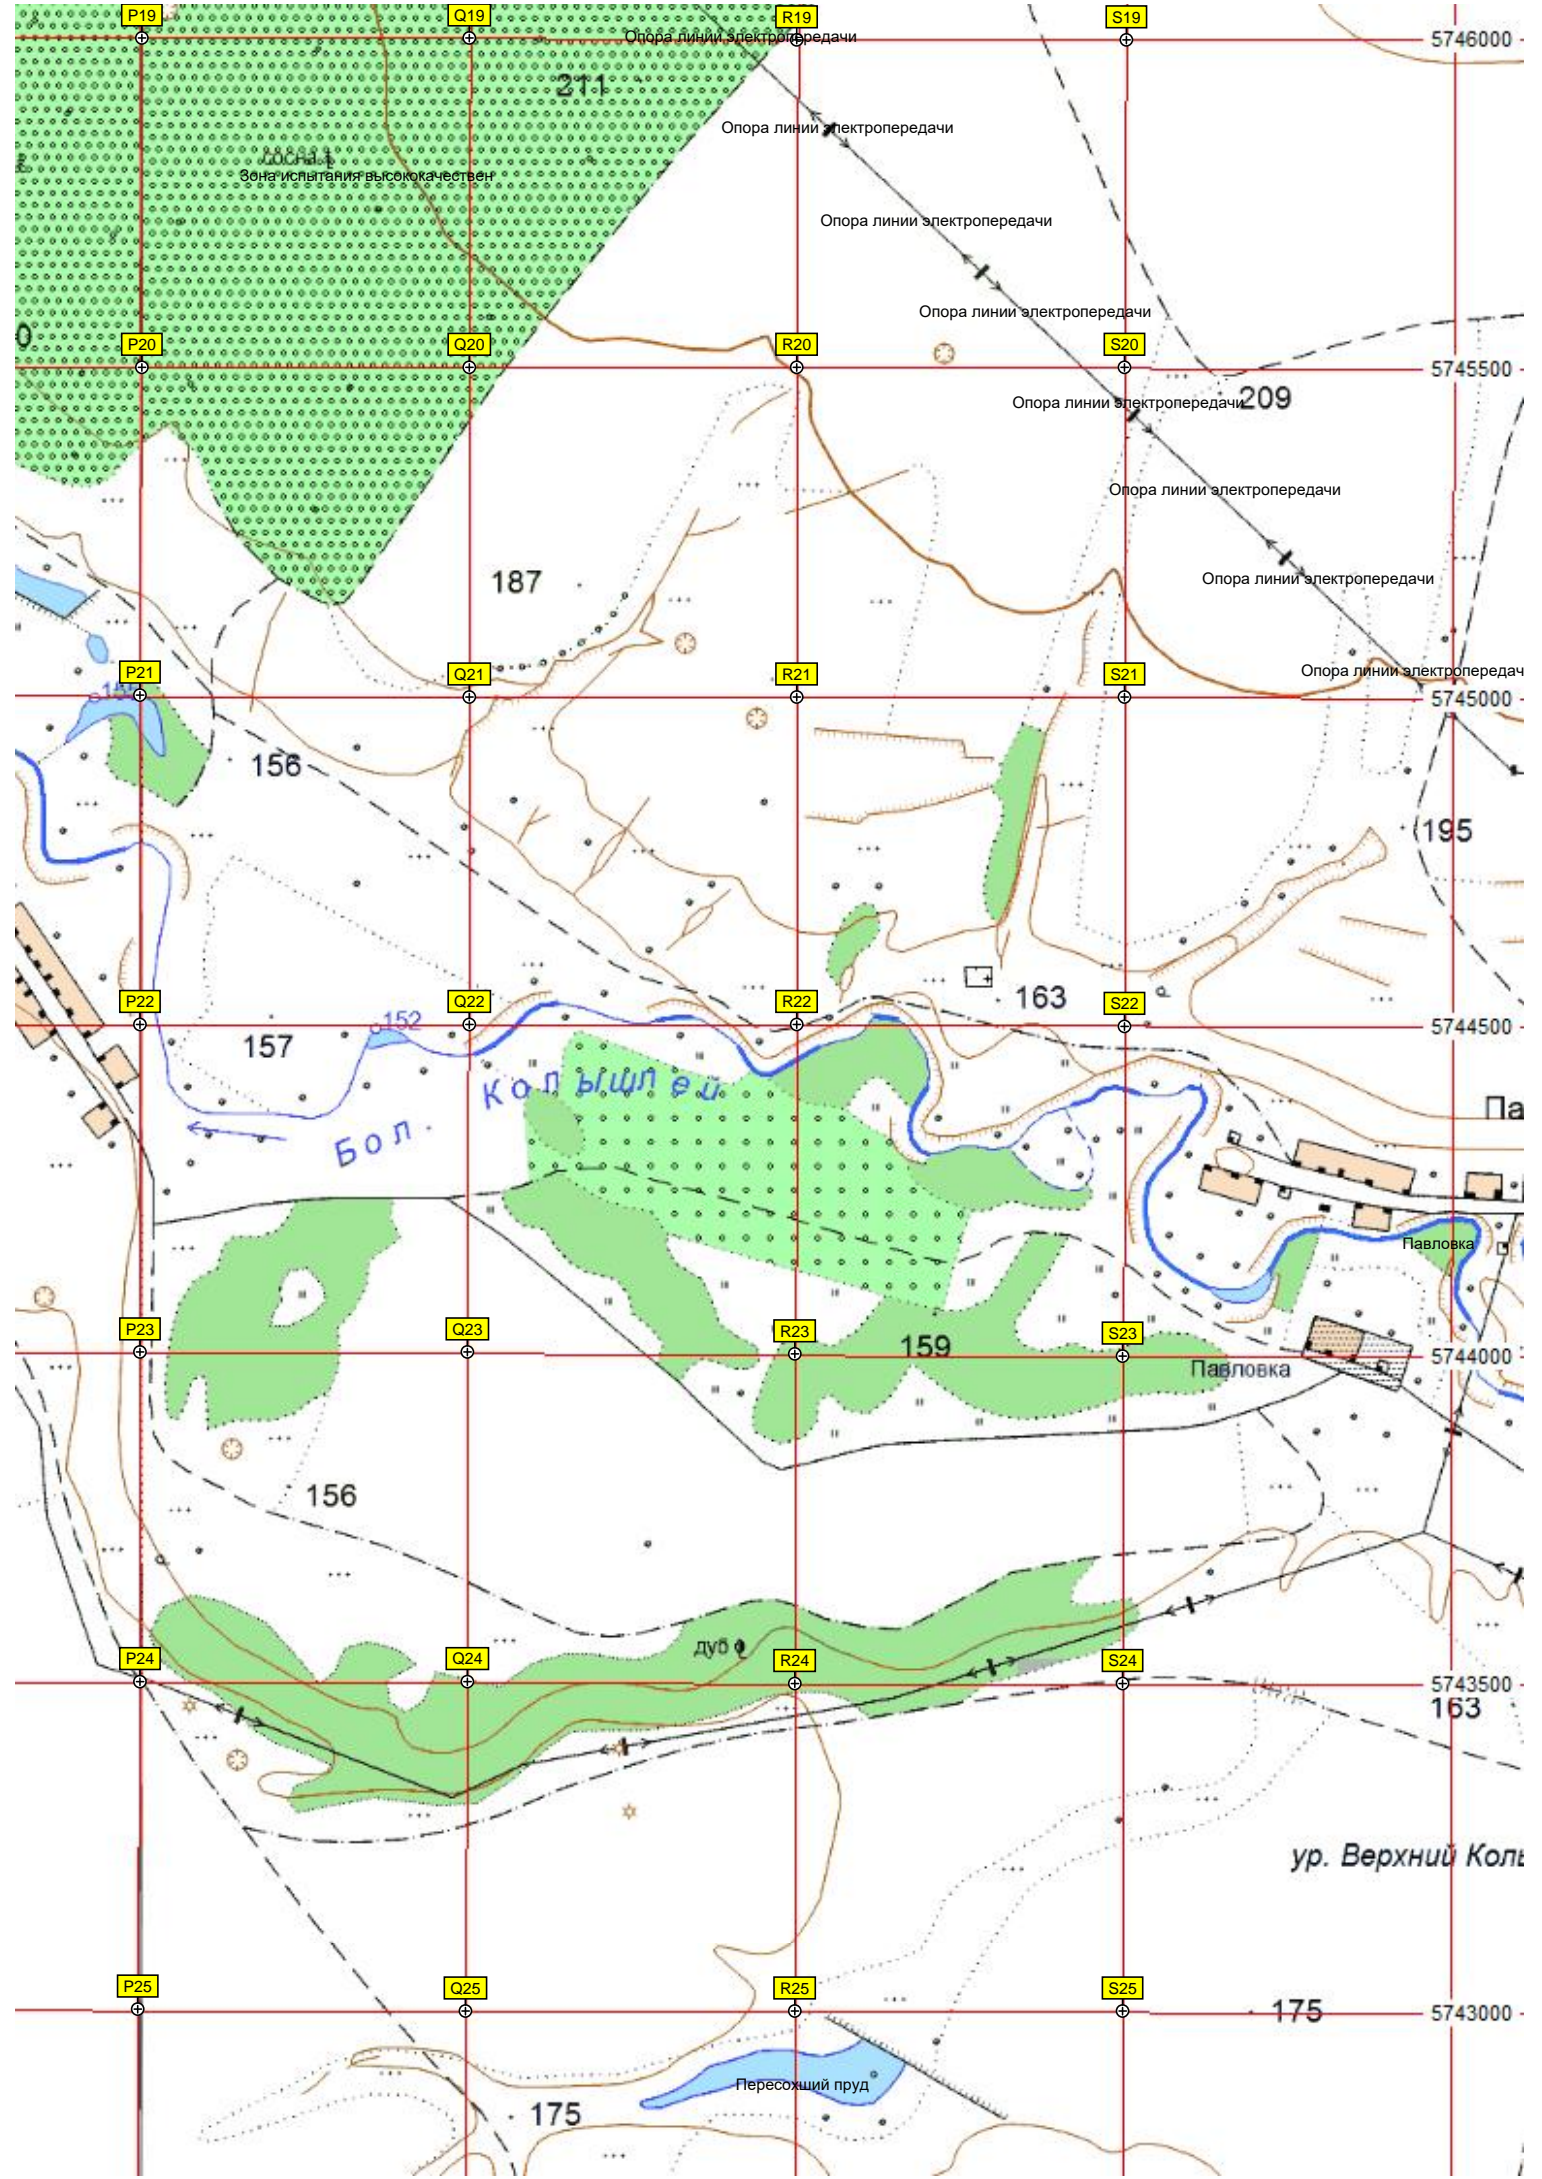 P19
Q19
R19
S19
Опора линии электропередачи
5746000
211
Опора линии электропередачи
сосна
Зона испытания высококачествен
Опора линии электропередачи
Опора линии электропередачи
0
P20
Q20
R20
S20
5745500
209
Опора линии электропередачи
Опора линии электропередачи
187
Опора линии электропередачи
P21
Q21
R21
S21
Опора линии электропередач
5745000
156
195
P22
Q22
R22
S22
163
152
157
5744500
Бол. Колышлей
Па
Павловка
P23
Q23
R23
S23
159
5744000
Павловка
156
дуб
P24
Q24
R24
S24
5743500
163
ур. Верхний Колы
P25
Q25
R25
S25
175
5743000
Пересохший пруд
175